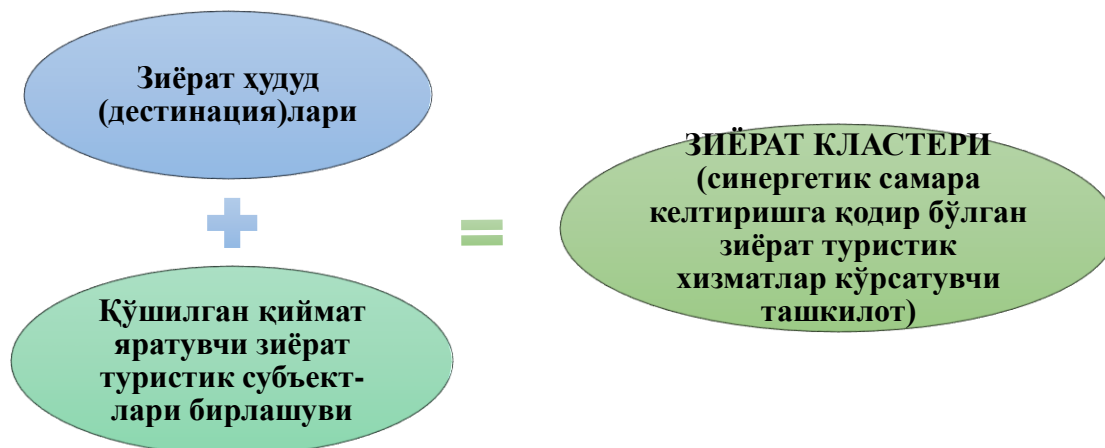 Зиёрат ҳудуд
(дестинация)лари
Қўшилган қиймат
яратувчи зиёрат
туристик субъект-
лари бирлашуви
ЗИЁРАТ КЛАСТЕРИ
(синергетик самара
келтиришга қодир бўлган
зиёрат туристик
хизматлар кўрсатувчи
ташкилот)